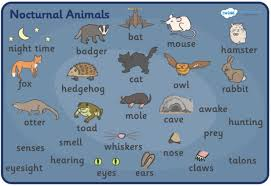 Nocturnal Animals
twinkl
night time
badger
bat
mouse
hamster
fox
hedgehog
cat
owl
rabbit
otter
toad
mole
cave
awake
hunting
prey
senses
smell
whiskers
nose
eyesight
hearing
eyes
ears
claws
talons